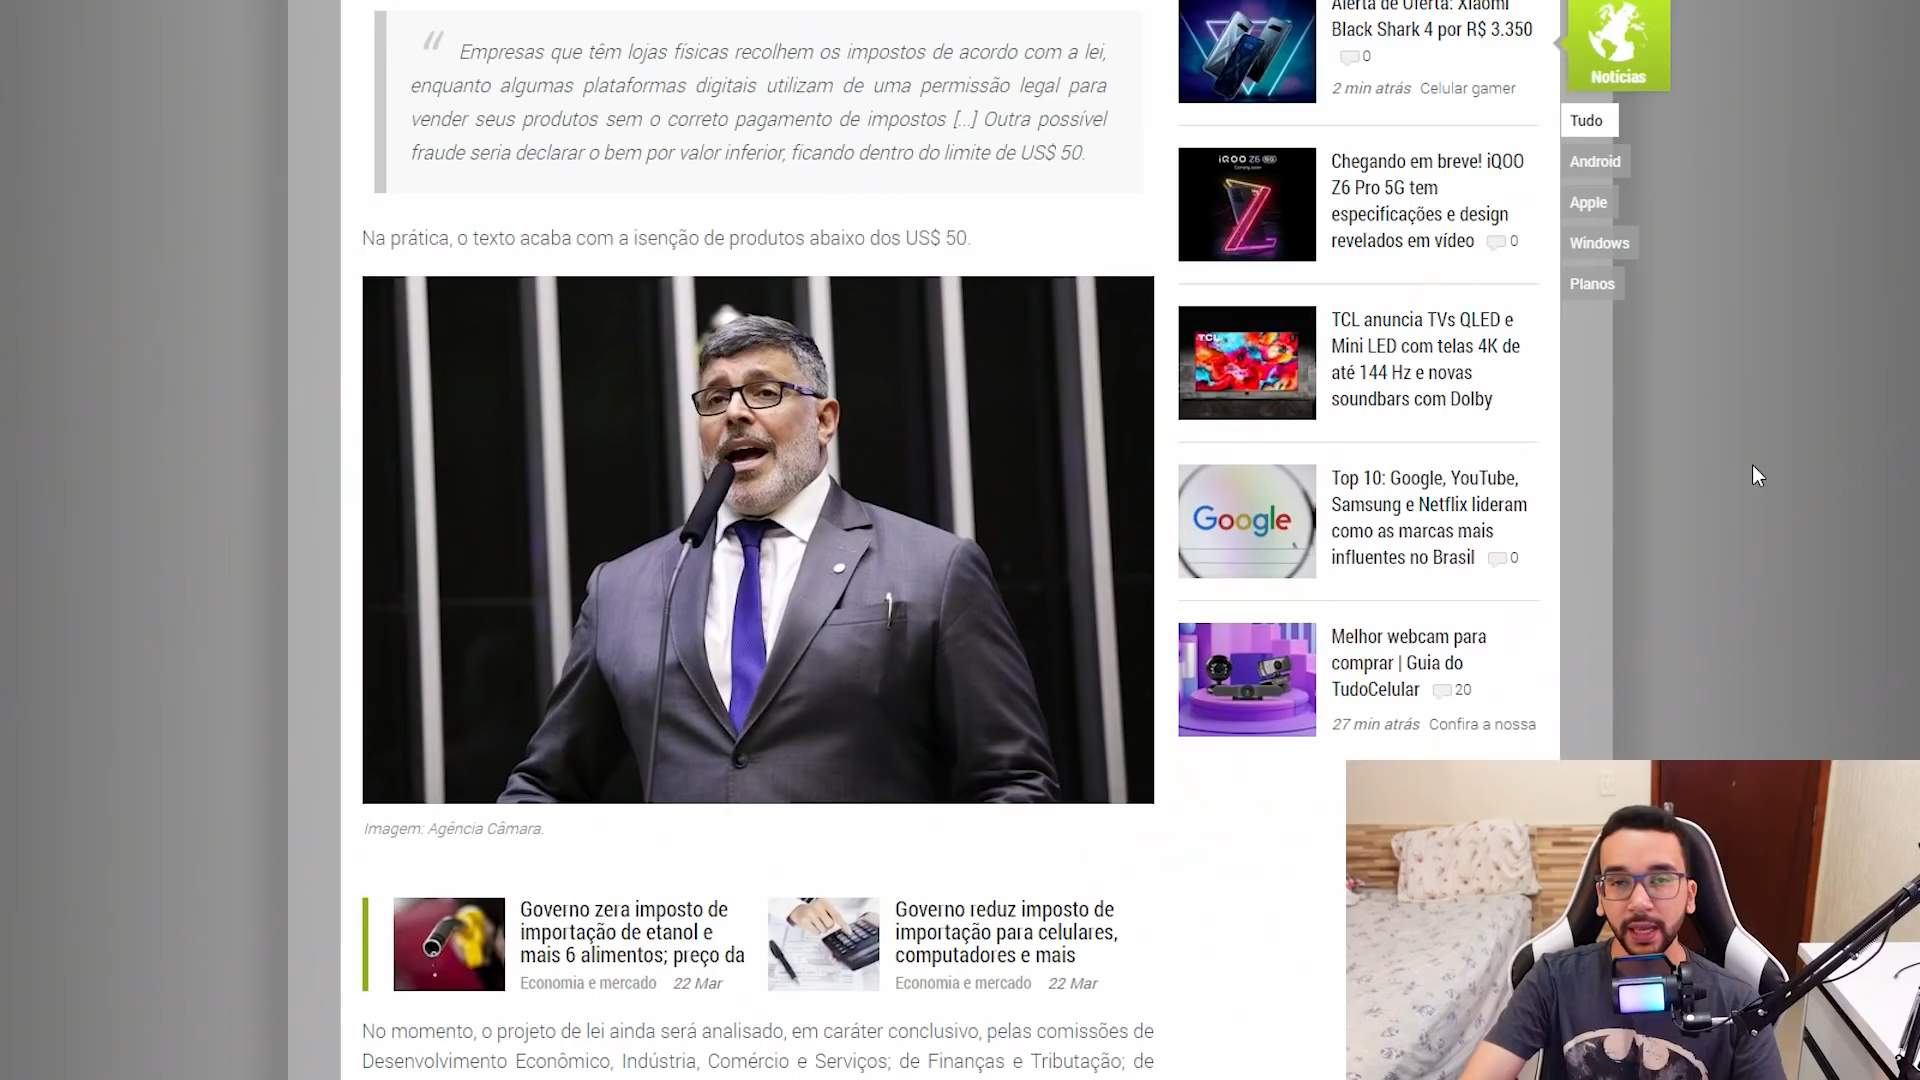 “ Empresas que têm lojas físicas recolhem os impostos de acordo com a lei,
enquanto algumas plataformas digitais utilizam de uma permissão legal para
vender seus produtos sem o correto pagamento de impostos [...] Outra possível
fraude seria declarar o bem por valor inferior, ficando dentro do limite de US$ 50.
Na prática, o texto acaba com a isenção de produtos abaixo dos US$ 50.
Imagem: Agência Câmara.
Governo zera imposto de
importação de etanol e
mais 6 alimentos; preço da
Economia e mercado 22 Mar
Governo reduz imposto de
importação para celulares,
computadores e mais
Economia e mercado 22 Mar
No momento, o projeto de lei ainda será analisado, em caráter conclusivo, pelas comissões de
Desenvolvimento Econômico, Indústria, Comércio e Serviços; de Finanças e Tributação; de
Alerta de Oferta: Xiaomi
Black Shark 4 por R$ 3.350
0
2 min atrás Celular gamer
iQOO Z6 5G
Chegando em breve! iQOO
Z6 Pro 5G tem
especificações e design
revelados em vídeo 0
TCL
TCL anuncia TVs QLED e
Mini LED com telas 4K de
até 144 Hz e novas
soundbars com Dolby
Google
Top 10: Google, YouTube,
Samsung e Netflix lideram
como as marcas mais
influentes no Brasil 0
Melhor webcam para
comprar | Guia do
TudoCelular 20
27 min atrás Confira a nossa
Notícias
Tudo
Android
Apple
Windows
Planos